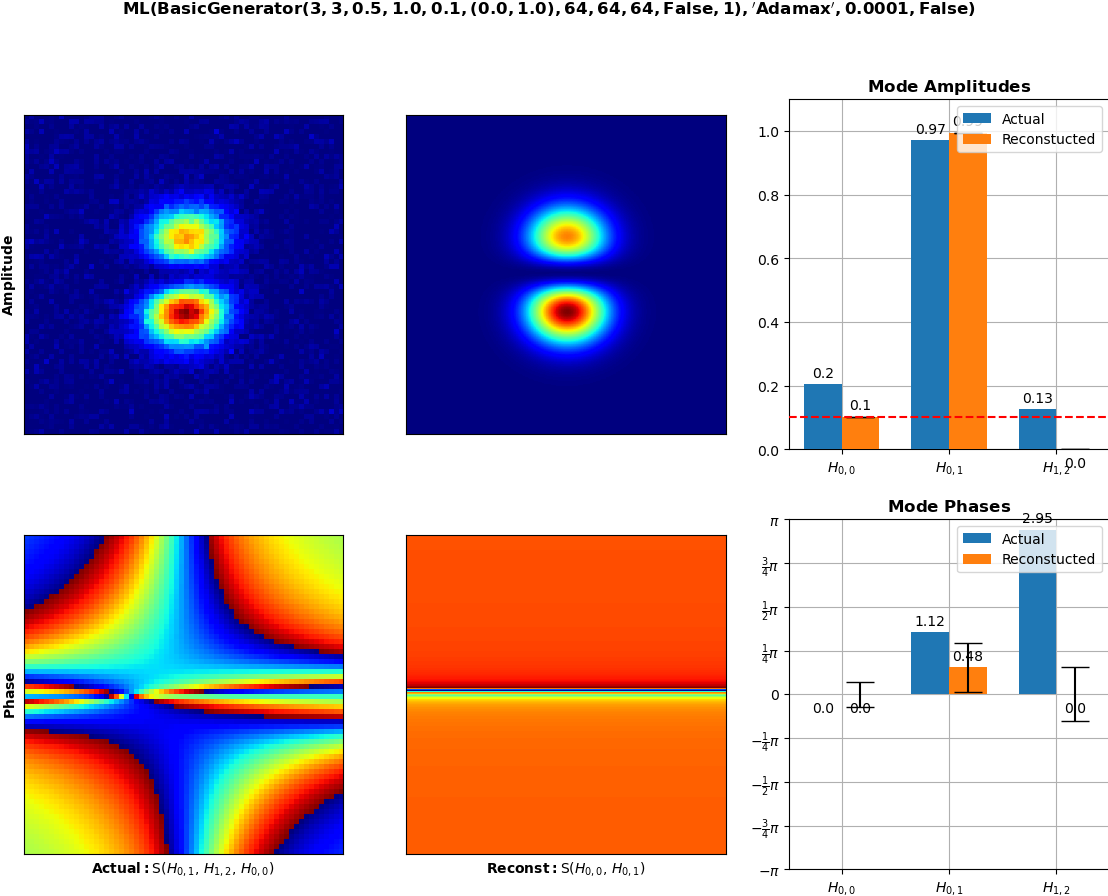 ML(BasicGenerator(3, 3, 0.5, 1.0, 0.1, (0.0, 1.0), 64, 64, 64, False, 1), 'Adamax', 0.0001, False)
Amplitude
Mode Amplitudes
Actual
Reconstucted
1.0
0.8
0.6
0.4
0.2
0.0
0.2
0.1
0.97
0.13
0.0
H0,0
H0,1
H1,2
Phase
Actual: S(H0,1, H1,2, H0,0)
Reconst: S(H0,0, H0,1)
Mode Phases
Actual
Reconstucted
π
3/4π
1/2π
1/4π
0
−1/4π
−1/2π
−3/4π
−π
0.0
0.0
1.12
0.48
2.95
0.0
H0,0
H0,1
H1,2